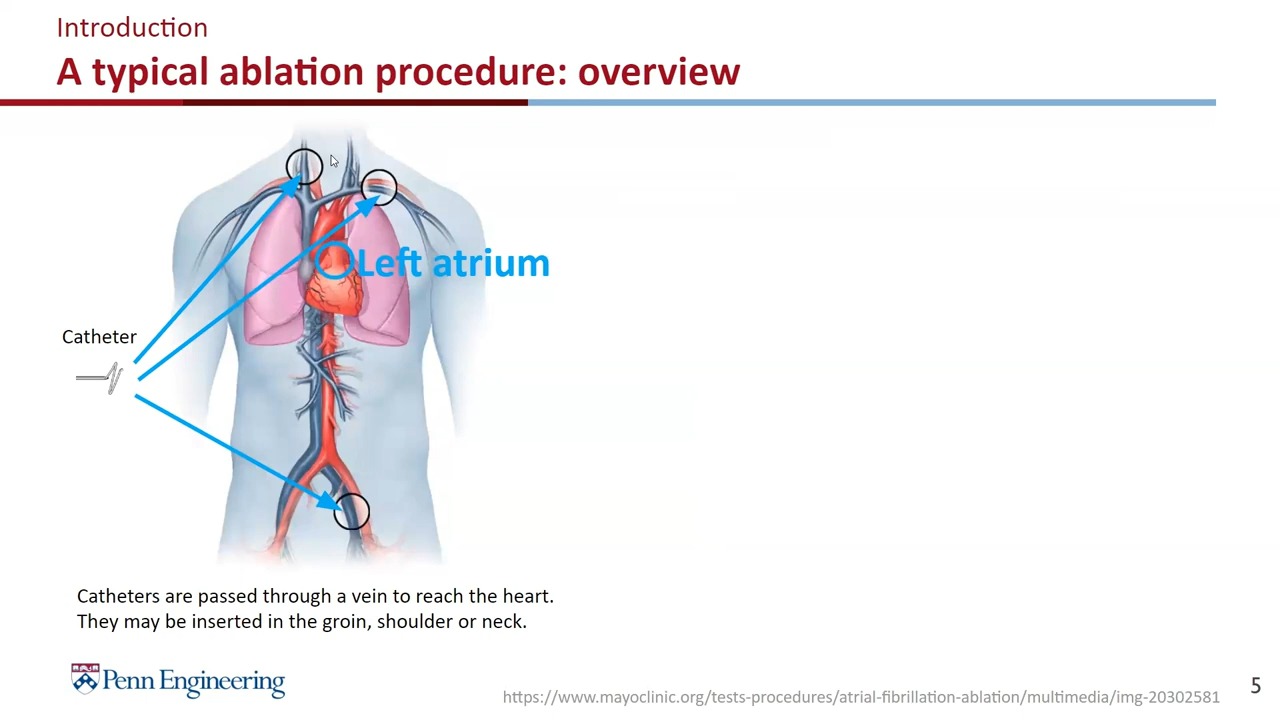 Introduction
A typical ablation procedure: overview
Left atrium
Catheter
Catheters are passed through a vein to reach the heart.
They may be inserted in the groin, shoulder or neck.
Penn Engineering
https://www.mayoclinic.org/tests-procedures/atrial-fibrillation-ablation/multimedia/img-20302581
5